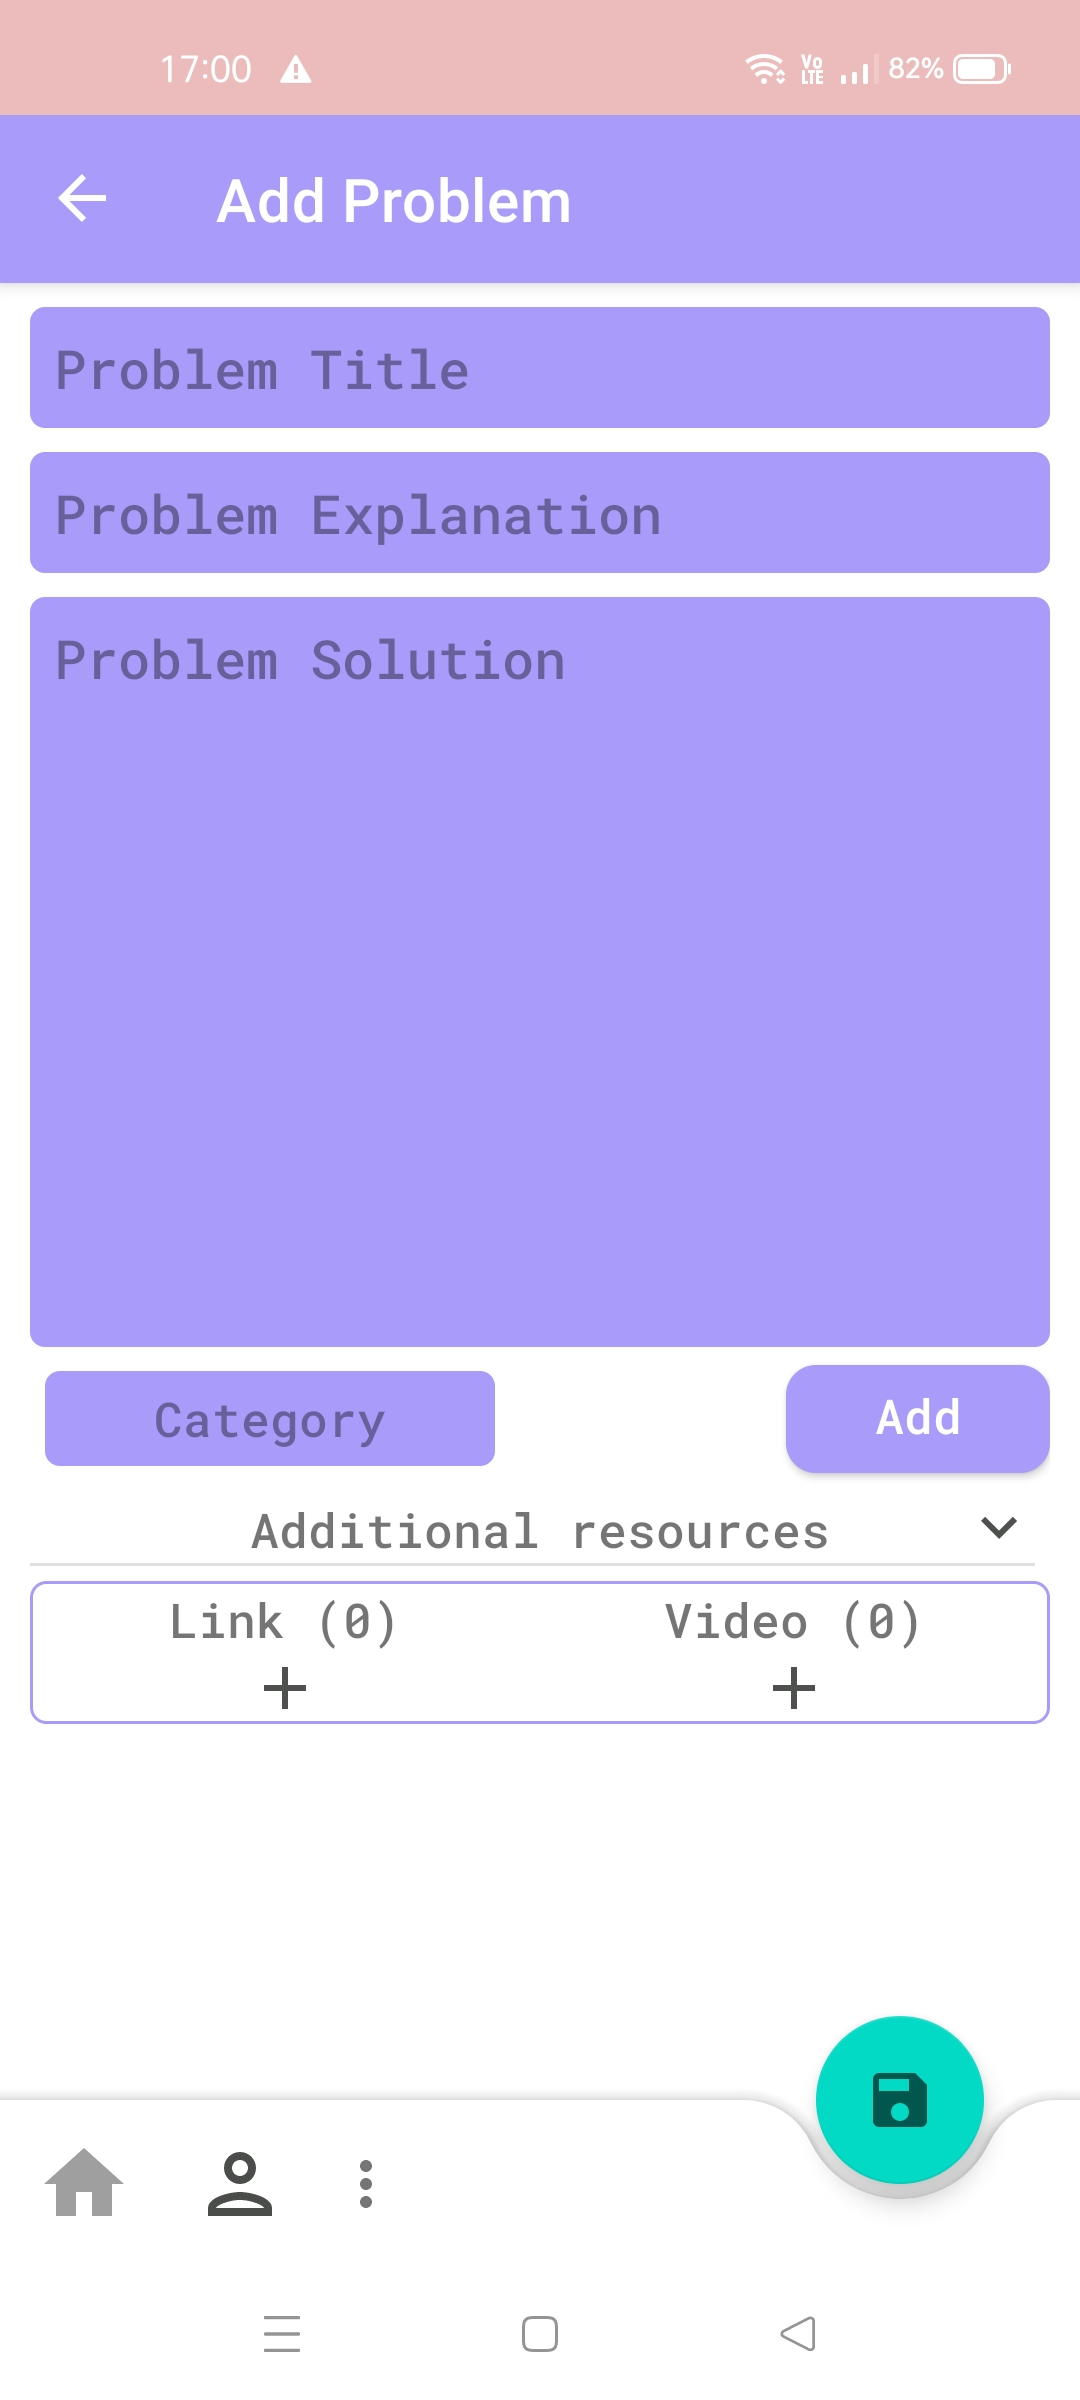 17:00 Vo LTE 82%
Add Problem
Problem Title
Problem Explanation
Problem Solution
Category Add
Additional resources
Link (0) Video (0)